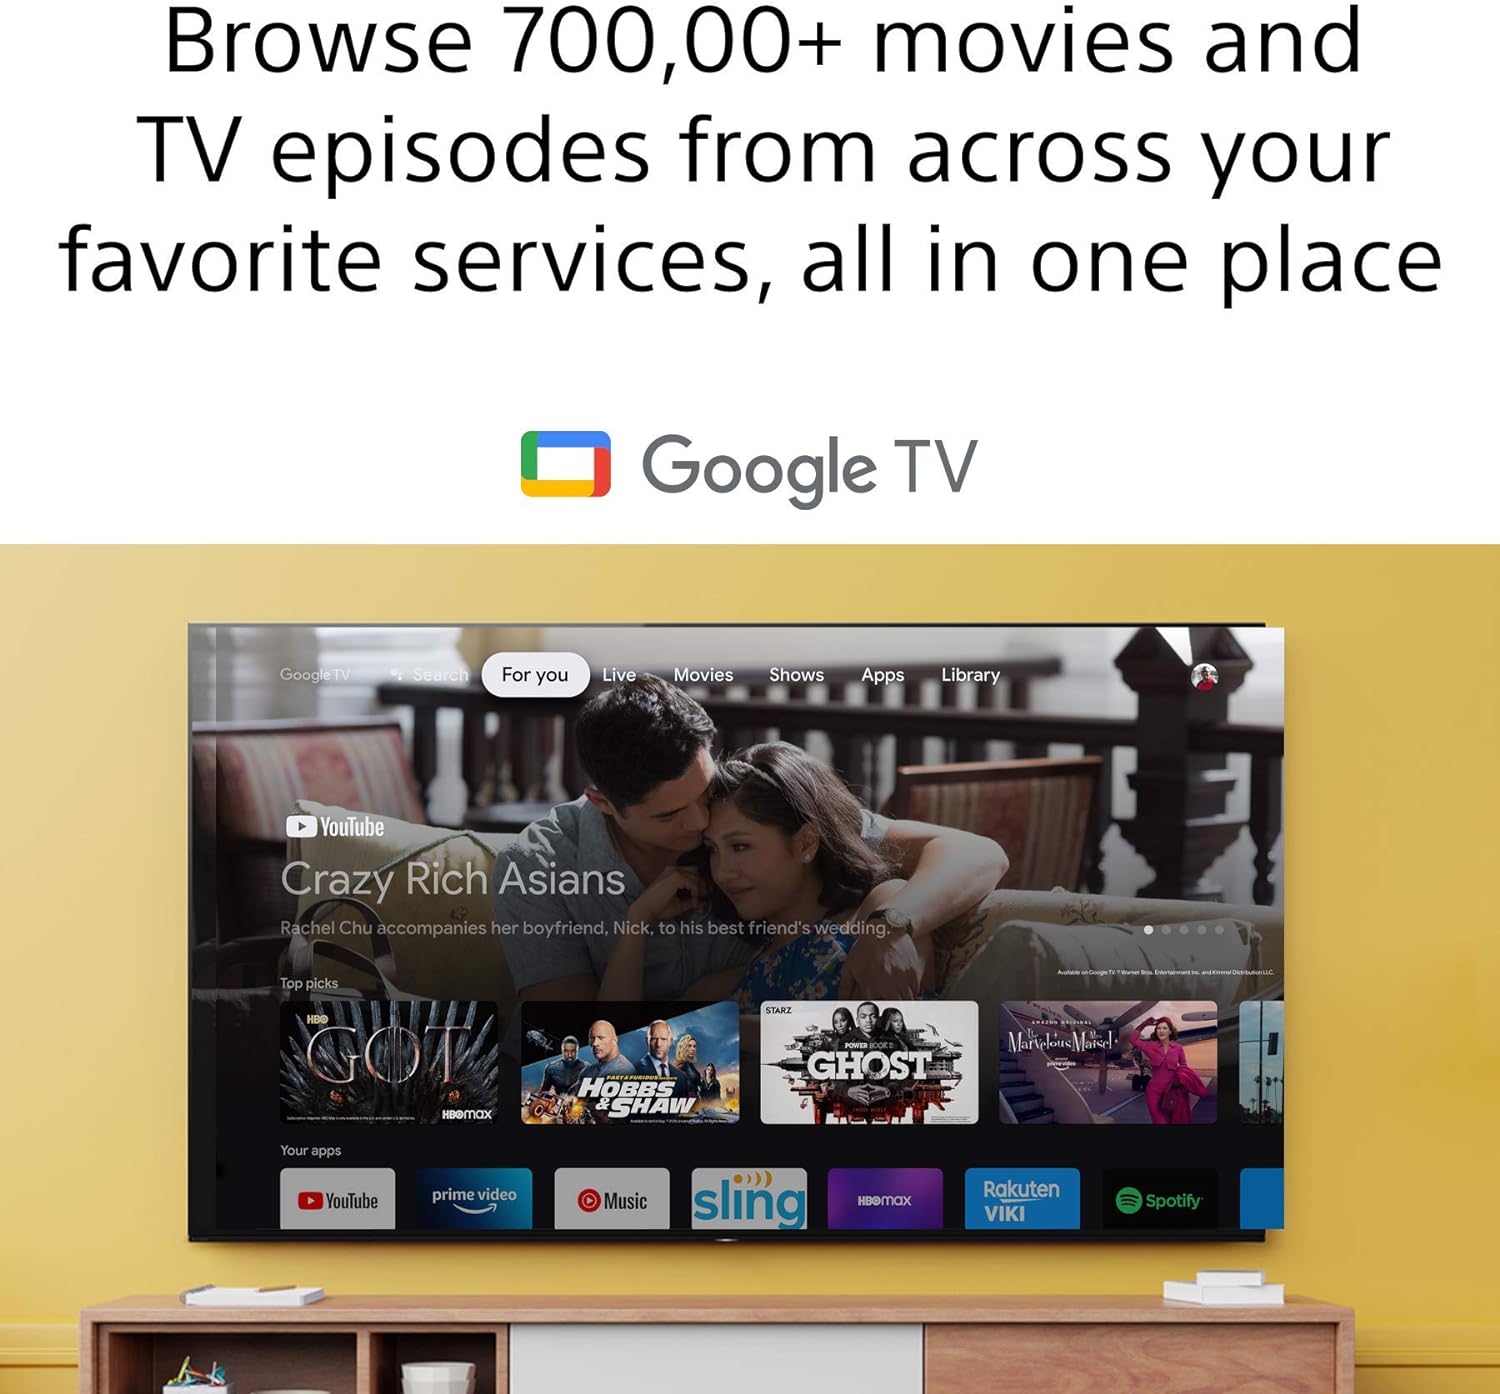 Browse 700,00+ movies and
TV episodes from across your
favorite services, all in one place
Google TV
GoogleTV Search For you Live Movies Shows Apps Library
YouTube
Crazy Rich Asians
Rachel Chu accompanies her boyfriend, Nick, to his best friend's wedding.
Available on Google TV. © Warner Bros. Entertainment Inc. and Kimmel Distribution LLC.
Top picks
HBO
GOT
HBOMAX
FAST & FURIOUS
HOBBS
& SHAW
STARZ
POWER BOOK II
GHOST
AMAZON ORIGINAL
The Marvelous Mrs. Maisel
prime video
Your apps
YouTube
prime video
Music
sling
HBOMAX
Rakuten
VIKI
Spotify